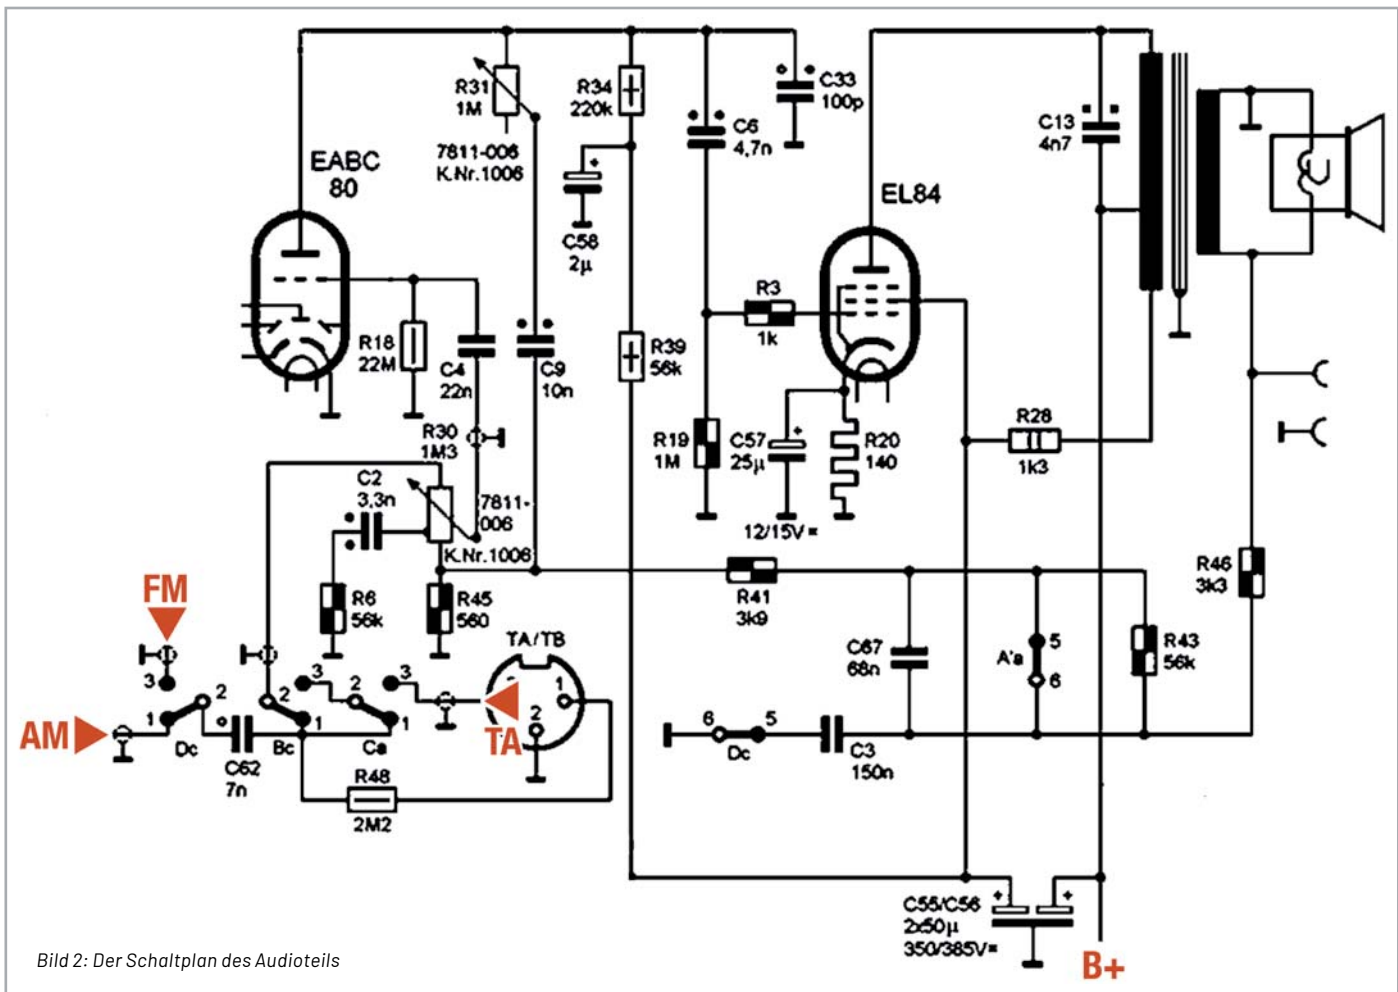 R31
1M
7811-006
K.Nr.1006
R34
220k
C58
2µ
+
C6
4,7n
C33
100p
C13
4n7
EABC
80
EL84
R18
22M
C4
22n
C9
10n
R39
56k
R3
1k
R19
1M
C57
25µ
+
12/15V=
R20
140
R28
1k3
R30
1M3
7811-
006
K.Nr.1006
C2
3,3n
R6
56k
R45
560
R41
3k9
C67
68n
A'a
5
6
R43
56k
R46
3k3
FM
AM
3
2
1
Dc
C62
7n
2
3
1
Bc
2
3
1
Ca
R48
2M2
TA/TB
1
2
TA
6
5
Dc
C3
150n
C55/C56
2x50µ
350/385V=
+
+
B+
Bild 2: Der Schaltplan des Audioteils